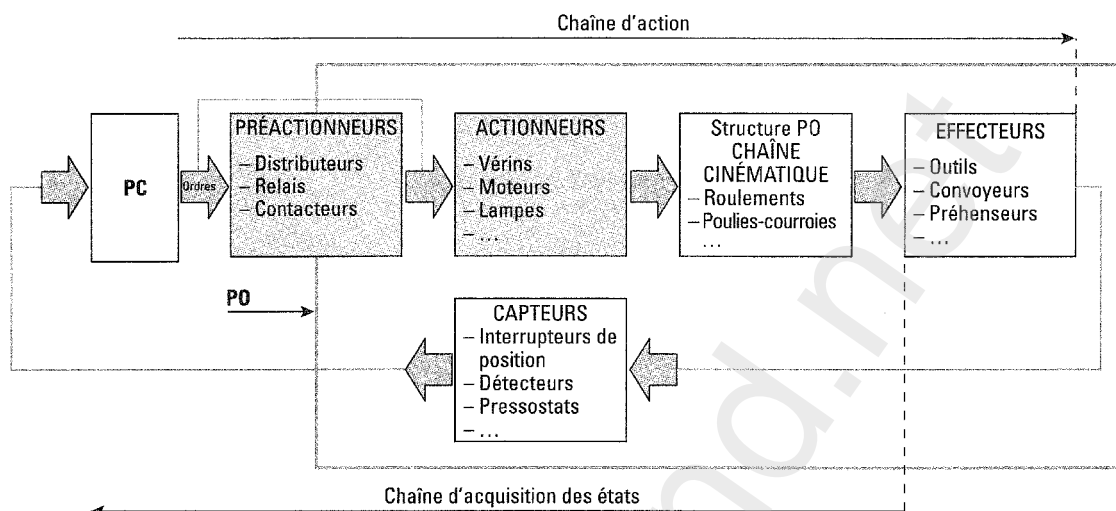 Chaîne d'action
PC
Ordres
PRÉACTIONNEURS
– Distributeurs
– Relais
– Contacteurs
ACTIONNEURS
– Vérins
– Moteurs
– Lampes
– ...
Structure PO
CHAÎNE
CINÉMATIQUE
– Roulements
– Poulies-courroies
...
EFFECTEURS
– Outils
– Convoyeurs
– Préhenseurs
– ...
PO
CAPTEURS
– Interrupteurs de
position
– Détecteurs
– Pressostats
– ...
Chaîne d'acquisition des états